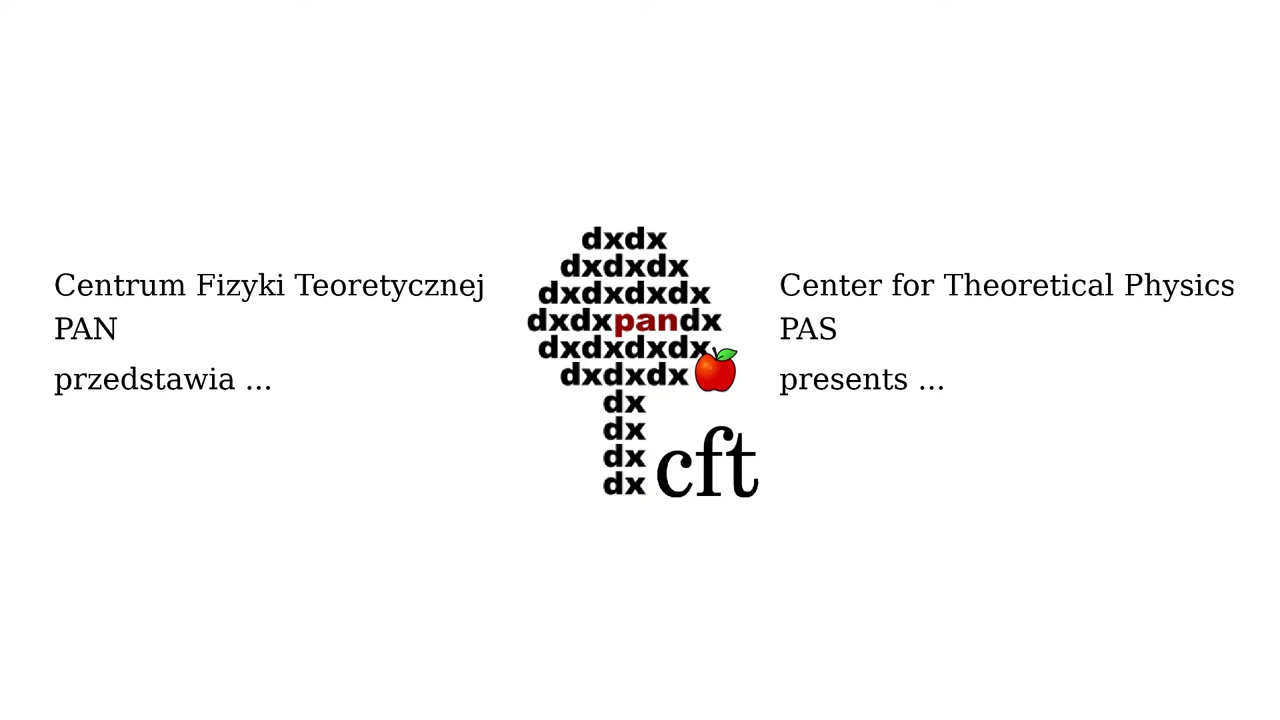 Centrum Fizyki Teoretycznej
PAN
przedstawia ...
dxdx
dxdxdx
dxdxdxdx
dxdxpandx
dxdxdxdx
dxdxdx
dx
dx
dx
dx
cft
Center for Theoretical Physics
PAS
presents ...